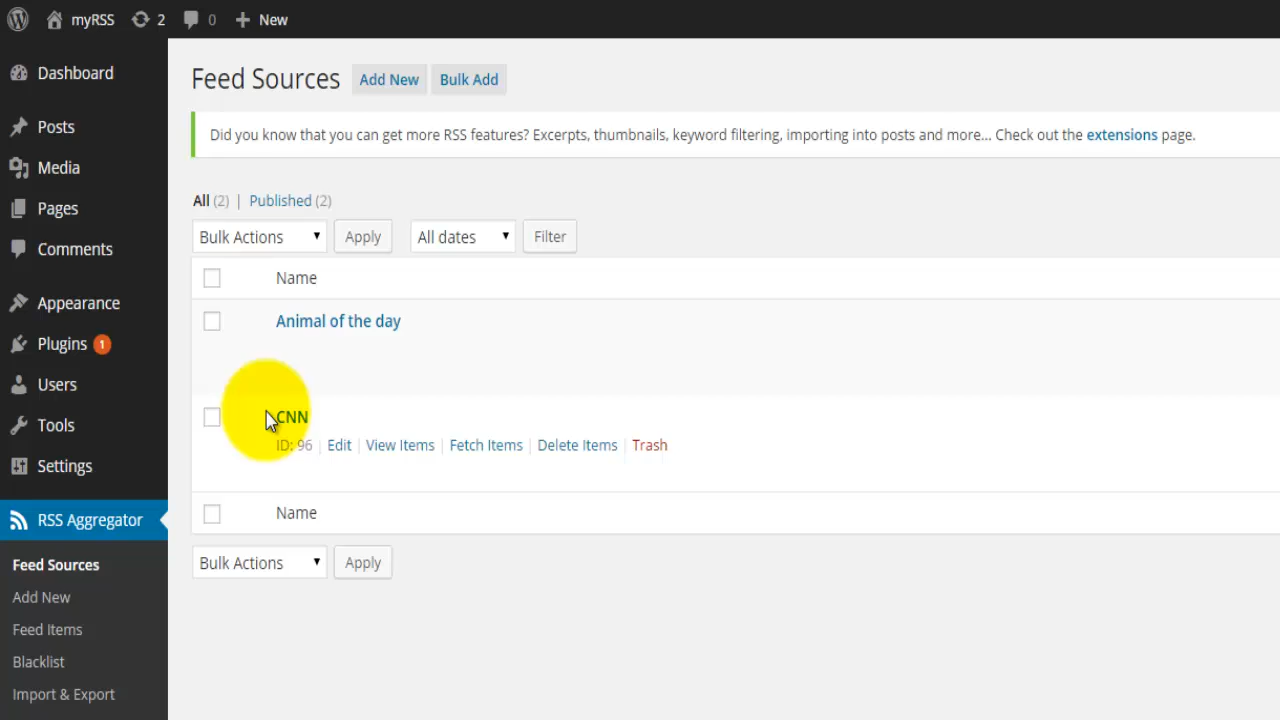 myRSS 2 0 New
Dashboard
Posts
Media
Pages
Comments
Appearance
Plugins 1
Users
Tools
Settings
RSS Aggregator
Feed Sources
Add New
Feed Items
Blacklist
Import & Export
Feed Sources Add New Bulk Add
Did you know that you can get more RSS features? Excerpts, thumbnails, keyword filtering, importing into posts and more... Check out the extensions page.
All (2) | Published (2)
Bulk Actions Apply All dates Filter
Name
Animal of the day
CNN
ID: 96 | Edit | View Items | Fetch Items | Delete Items | Trash
Name
Bulk Actions Apply